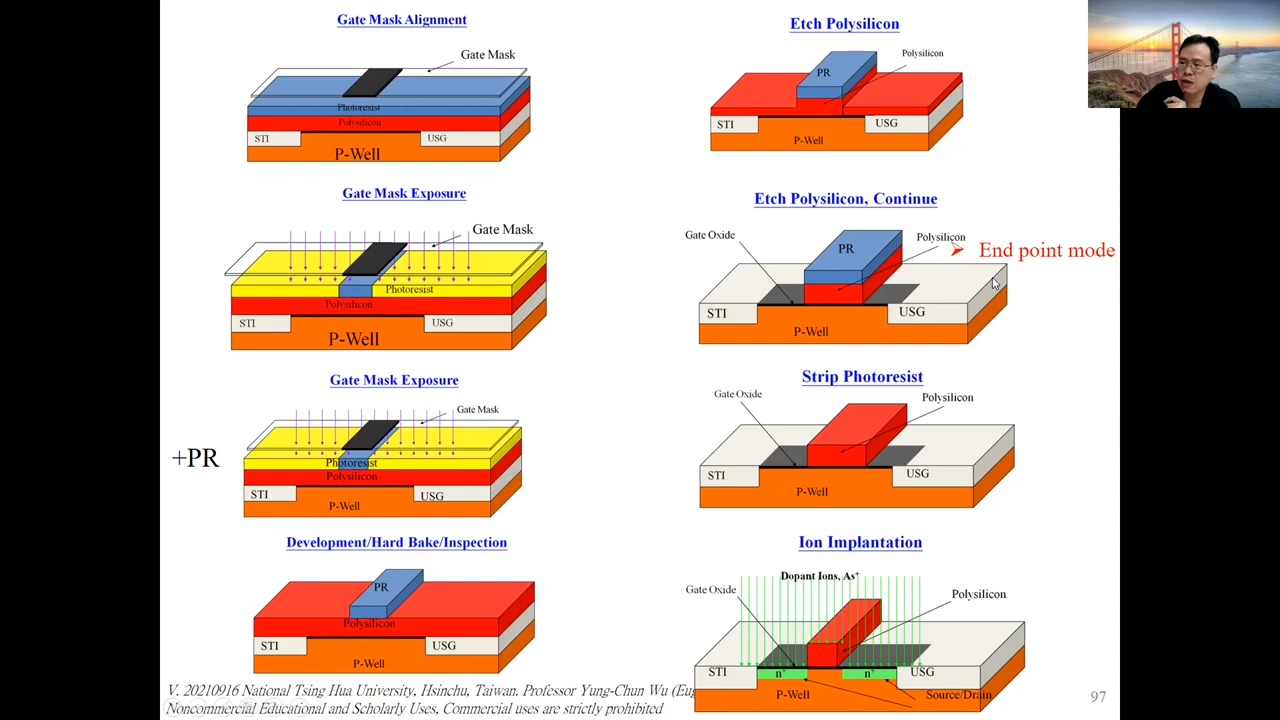 Gate Mask Alignment
Gate Mask
Photoresist
Polysilicon
STI
USG
P-Well
Gate Mask Exposure
Gate Mask
Photoresist
Polysilicon
STI
USG
P-Well
Gate Mask Exposure
Gate Mask
+PR
Photoresist
Polysilicon
STI
USG
P-Well
Development/Hard Bake/Inspection
PR
Polysilicon
STI
USG
P-Well
Etch Polysilicon
Polysilicon
PR
STI
USG
P-Well
Etch Polysilicon, Continue
Gate Oxide
Polysilicon
➢ End point mode
PR
STI
USG
P-Well
Strip Photoresist
Gate Oxide
Polysilicon
STI
USG
P-Well
Ion Implantation
Dopant Ions, As⁺
Gate Oxide
Polysilicon
STI
n⁺
n⁺
USG
P-Well
Source/Drain
V. 20210916 National Tsing Hua University, Hsinchu, Taiwan. Professor Yung-Chun Wu (Eug
Noncommercial Educational and Scholarly Uses, Commercial uses are strictly prohibited
97